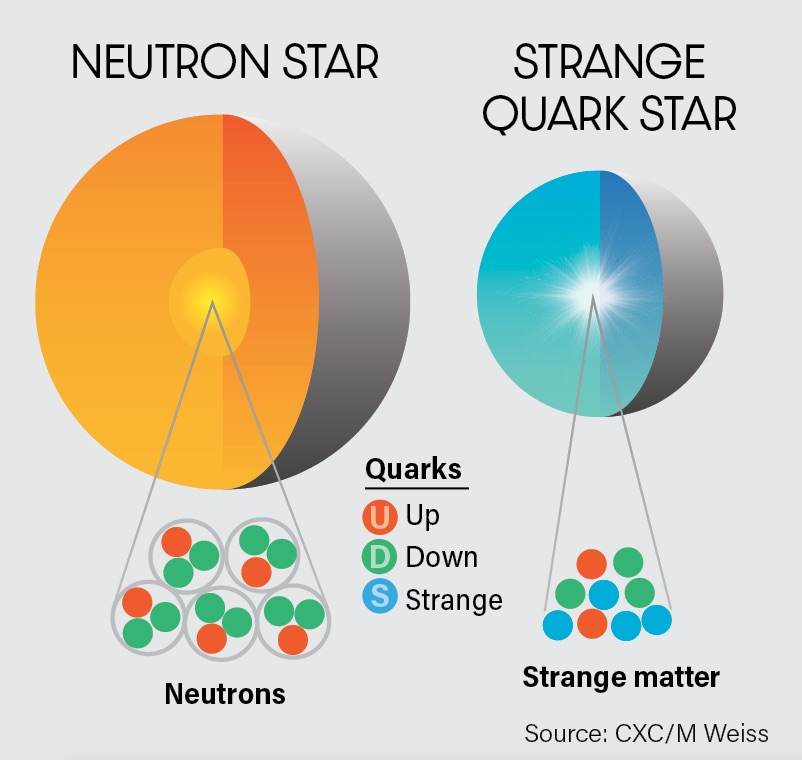 NEUTRON STAR
STRANGE
QUARK STAR
Quarks
U Up
D Down
S Strange
Neutrons
Strange matter
Source: CXC/M Weiss